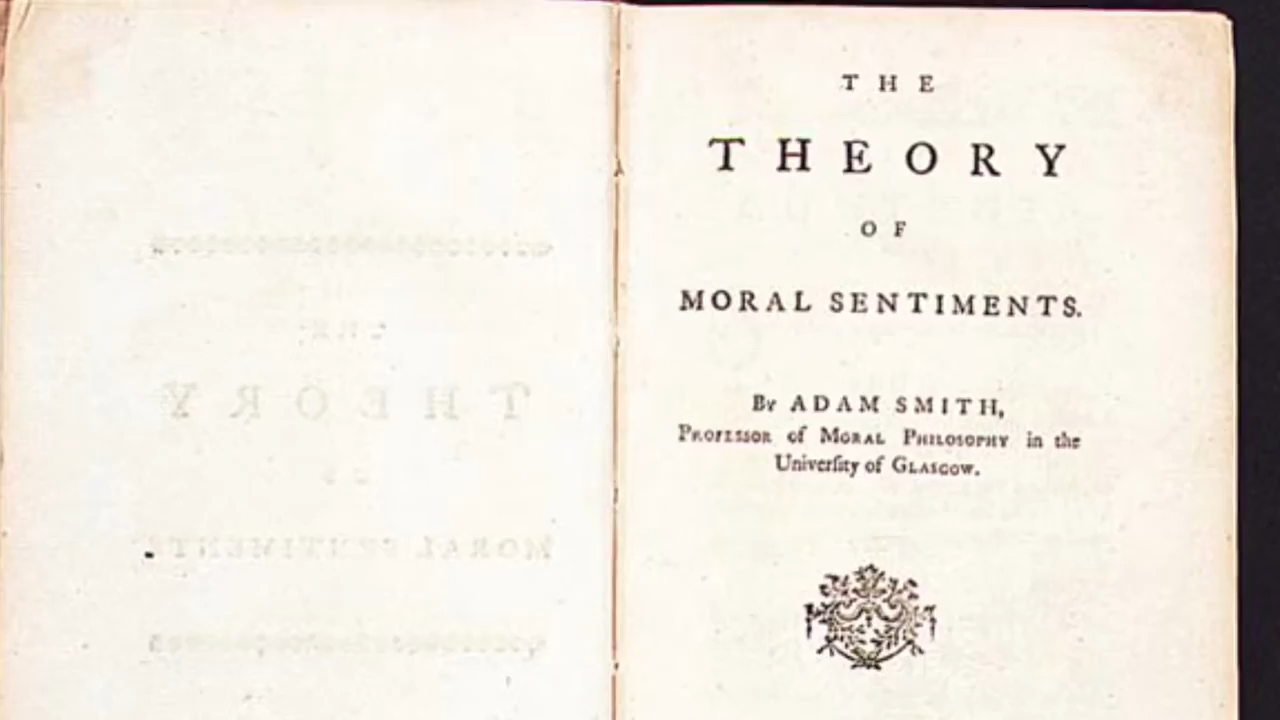 THE
THEORY
OF
MORAL SENTIMENTS.
By ADAM SMITH,
PROFESSOR of MORAL PHILOSOPHY in the
Univerſity of GLASGOW.